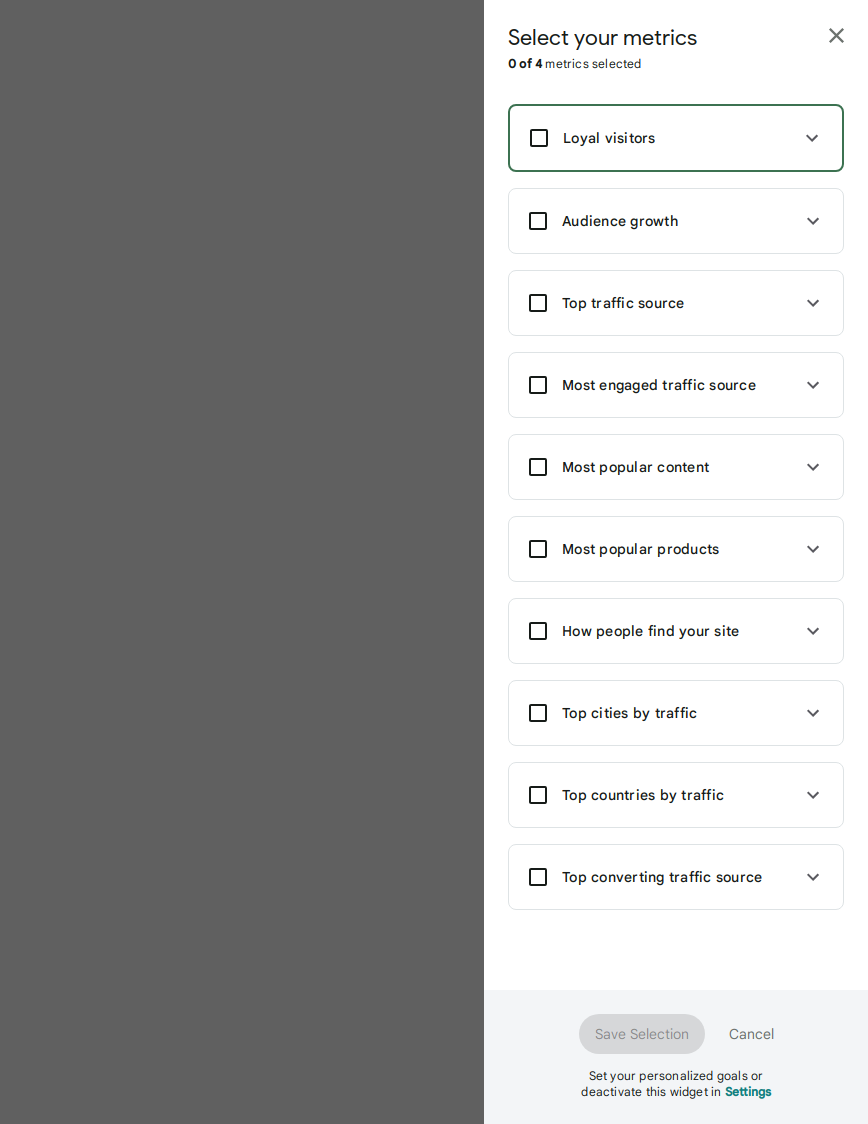 Select your metrics
0 of 4 metrics selected
Loyal visitors
Audience growth
Top traffic source
Most engaged traffic source
Most popular content
Most popular products
How people find your site
Top cities by traffic
Top countries by traffic
Top converting traffic source
Save Selection
Cancel
Set your personalized goals or
deactivate this widget in Settings